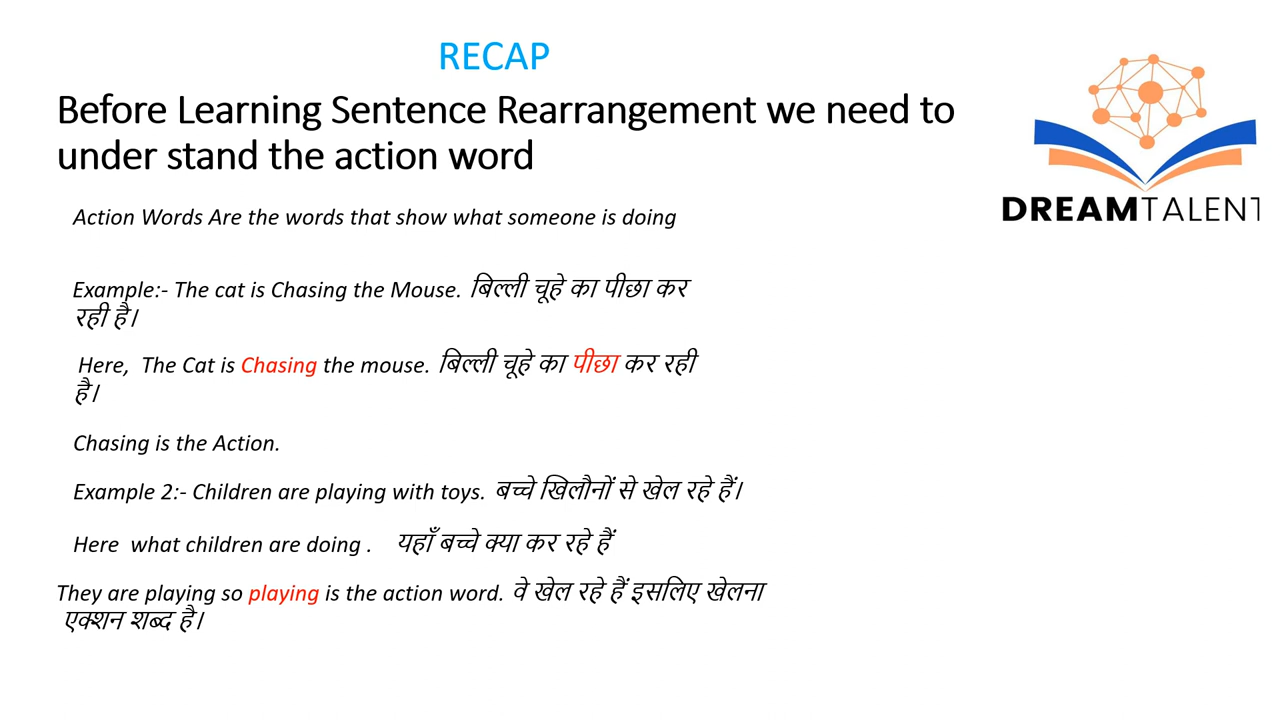 RECAP
Before Learning Sentence Rearrangement we need to
under stand the action word
DREAMTALENT
Action Words Are the words that show what someone is doing
Example:- The cat is Chasing the Mouse. बिल्ली चूहे का पीछा कर
रही है।
Here, The Cat is Chasing the mouse. बिल्ली चूहे का पीछा कर रही
है।
Chasing is the Action.
Example 2:- Children are playing with toys. बच्चे खिलौनों से खेल रहे हैं।
Here what children are doing . यहाँ बच्चे क्या कर रहे हैं
They are playing so playing is the action word. वे खेल रहे हैं इसलिए खेलना
एक्शन शब्द है।